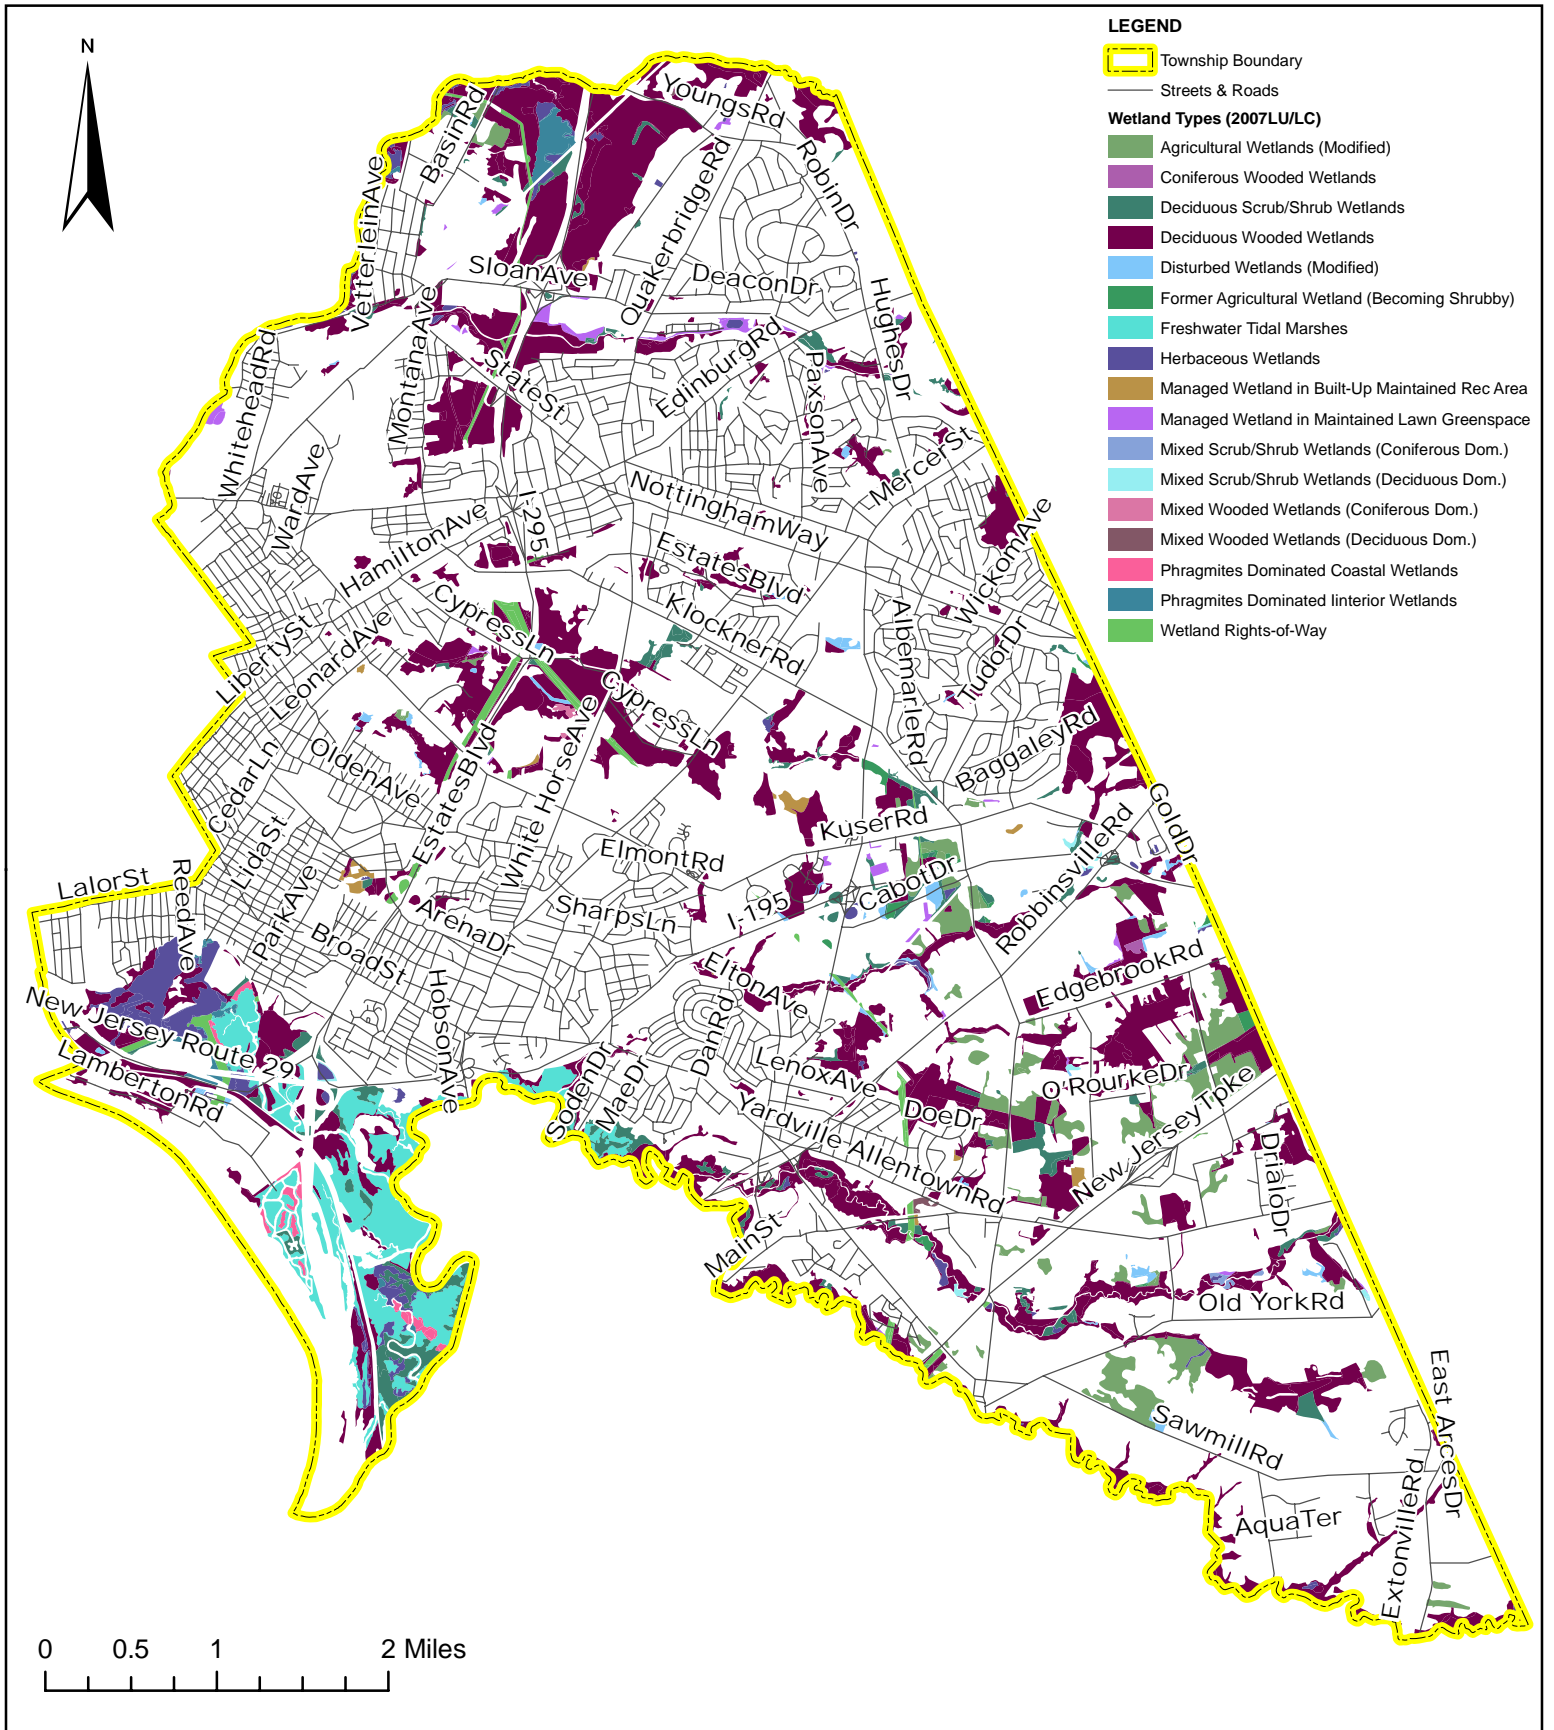 LEGEND
Township Boundary
Streets & Roads
Wetland Types (2007LU/LC)
Agricultural Wetlands (Modified)
Coniferous Wooded Wetlands
Deciduous Scrub/Shrub Wetlands
Deciduous Wooded Wetlands
Disturbed Wetlands (Modified)
Former Agricultural Wetland (Becoming Shrubby)
Freshwater Tidal Marshes
Herbaceous Wetlands
Managed Wetland in Built-Up Maintained Rec Area
Managed Wetland in Maintained Lawn Greenspace
Mixed Scrub/Shrub Wetlands (Coniferous Dom.)
Mixed Scrub/Shrub Wetlands (Deciduous Dom.)
Mixed Wooded Wetlands (Coniferous Dom.)
Mixed Wooded Wetlands (Deciduous Dom.)
Phragmites Dominated Coastal Wetlands
Phragmites Dominated Iinterior Wetlands
Wetland Rights-of-Way
N
YoungsRd
BasinRd
RobinDr
VetterleinAve
QuakerbridgeRd
SloanAve
DeaconDr
HughesDr
MontanaAve
WhiteheadRd
StateSt
EdinburgRd
PaxsonAve
MercerSt
WardAve
NottinghamWay
I-295
HamiltonAve
EstatesBlvd
WickomAve
CypressLn
KlocknerRd
AlbemarleRd
TudorDr
LibertySt
LeonardAve
CypressLn
BaggaleyRd
OldenAve
EstatesBlvd
White HorseAve
CedarLn
GoldDr
KuserRd
RobbinsvilleRd
LidaSt
ElmontRd
LalorSt
ReedAve
ParkAve
CabotDr
I-195
ArenaDr
SharpsLn
BroadSt
EltonAve
EdgebrookRd
New Jersey Route 29
HobsonAve
DanRd
LambertonRd
SodenDr
MaeDr
LenoxAve
O'RourkeDr
DoeDr
New JerseyTpke
Yardville AllentownRd
DrialoDr
MainSt
Old YorkRd
East ArcesDr
SawmillRd
AquaTer
ExtonvilleRd
0 0.5 1 2 Miles